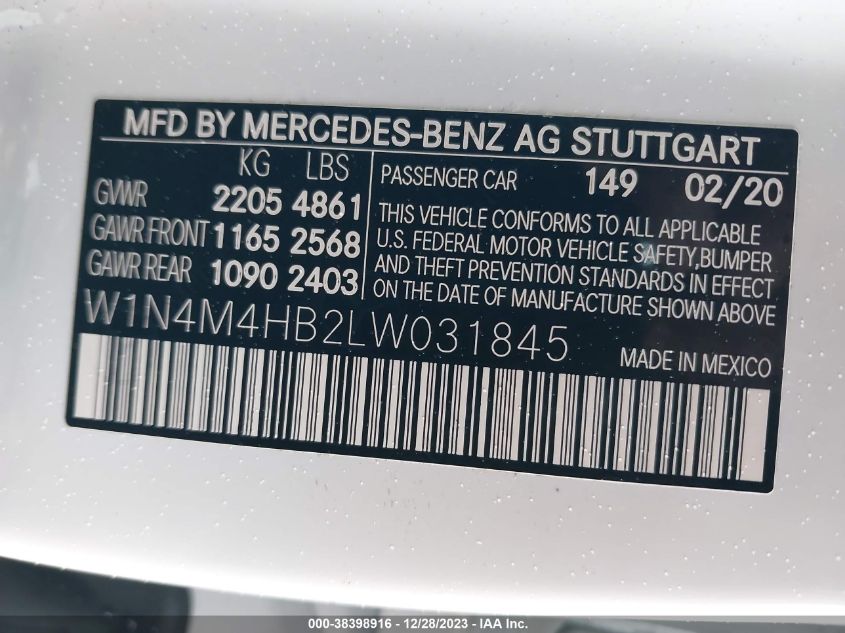 MFD BY MERCEDES-BENZ AG STUTTGART
KG LBS
GVWR 2205 4861
GAWR FRONT 1165 2568
GAWR REAR 1090 2403
PASSENGER CAR 149 02/20
THIS VEHICLE CONFORMS TO ALL APPLICABLE
U.S. FEDERAL MOTOR VEHICLE SAFETY,BUMPER
AND THEFT PREVENTION STANDARDS IN EFFECT
ON THE DATE OF MANUFACTURE SHOWN ABOVE
W1N4M4HB2LW031845
MADE IN MEXICO
000-38398916 - 12/28/2023 - IAA Inc.